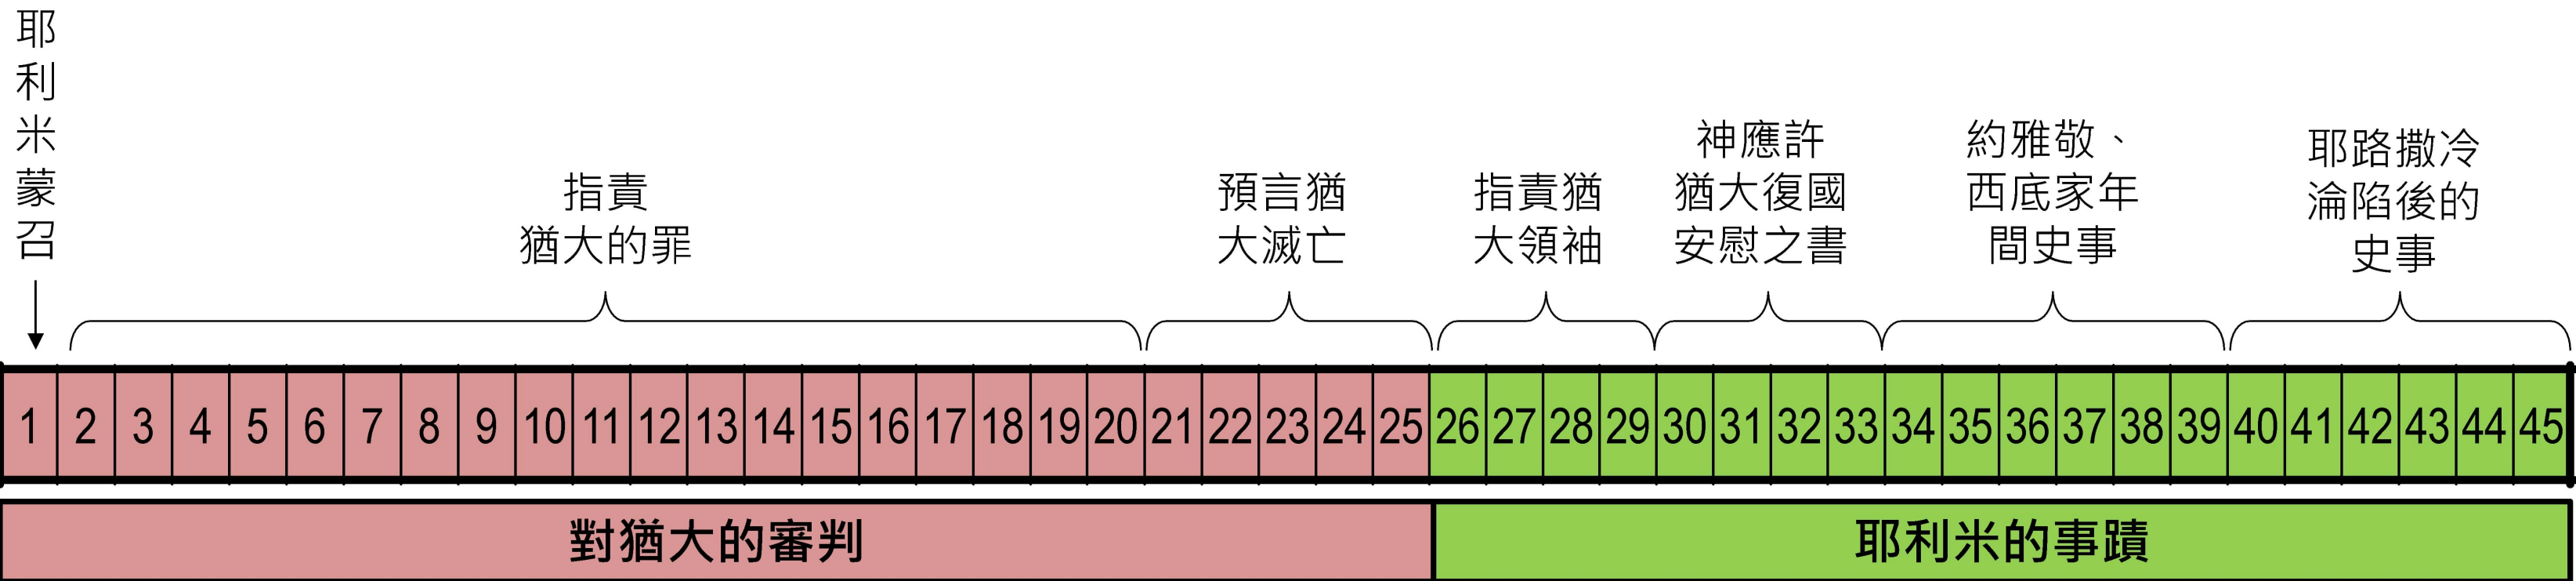 耶利米蒙召
指責
猶大的罪
預言猶
大滅亡
指責猶
大領袖
神應許
猶大復國
安慰之書
約雅敬、
西底家年
間史事
耶路撒冷
淪陷後的
史事
1 2 3 4 5 6 7 8 9 10 11 12 13 14 15 16 17 18 19 20 21 22 23 24 25 26 27 28 29 30 31 32 33 34 35 36 37 38 39 40 41 42 43 44 45
對猶大的審判
耶利米的事蹟